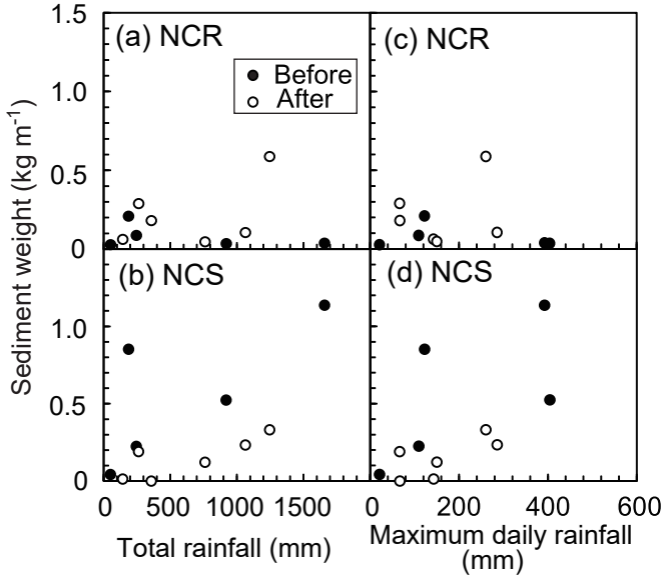 (a) NCR
(c) NCR
Before
After
1.5
1.0
0.5
0
Sediment weight (kg m⁻¹)
(b) NCS
(d) NCS
1.0
0.5
0
0 500 1000 1500
0 200 400 600
Total rainfall (mm)
Maximum daily rainfall
(mm)